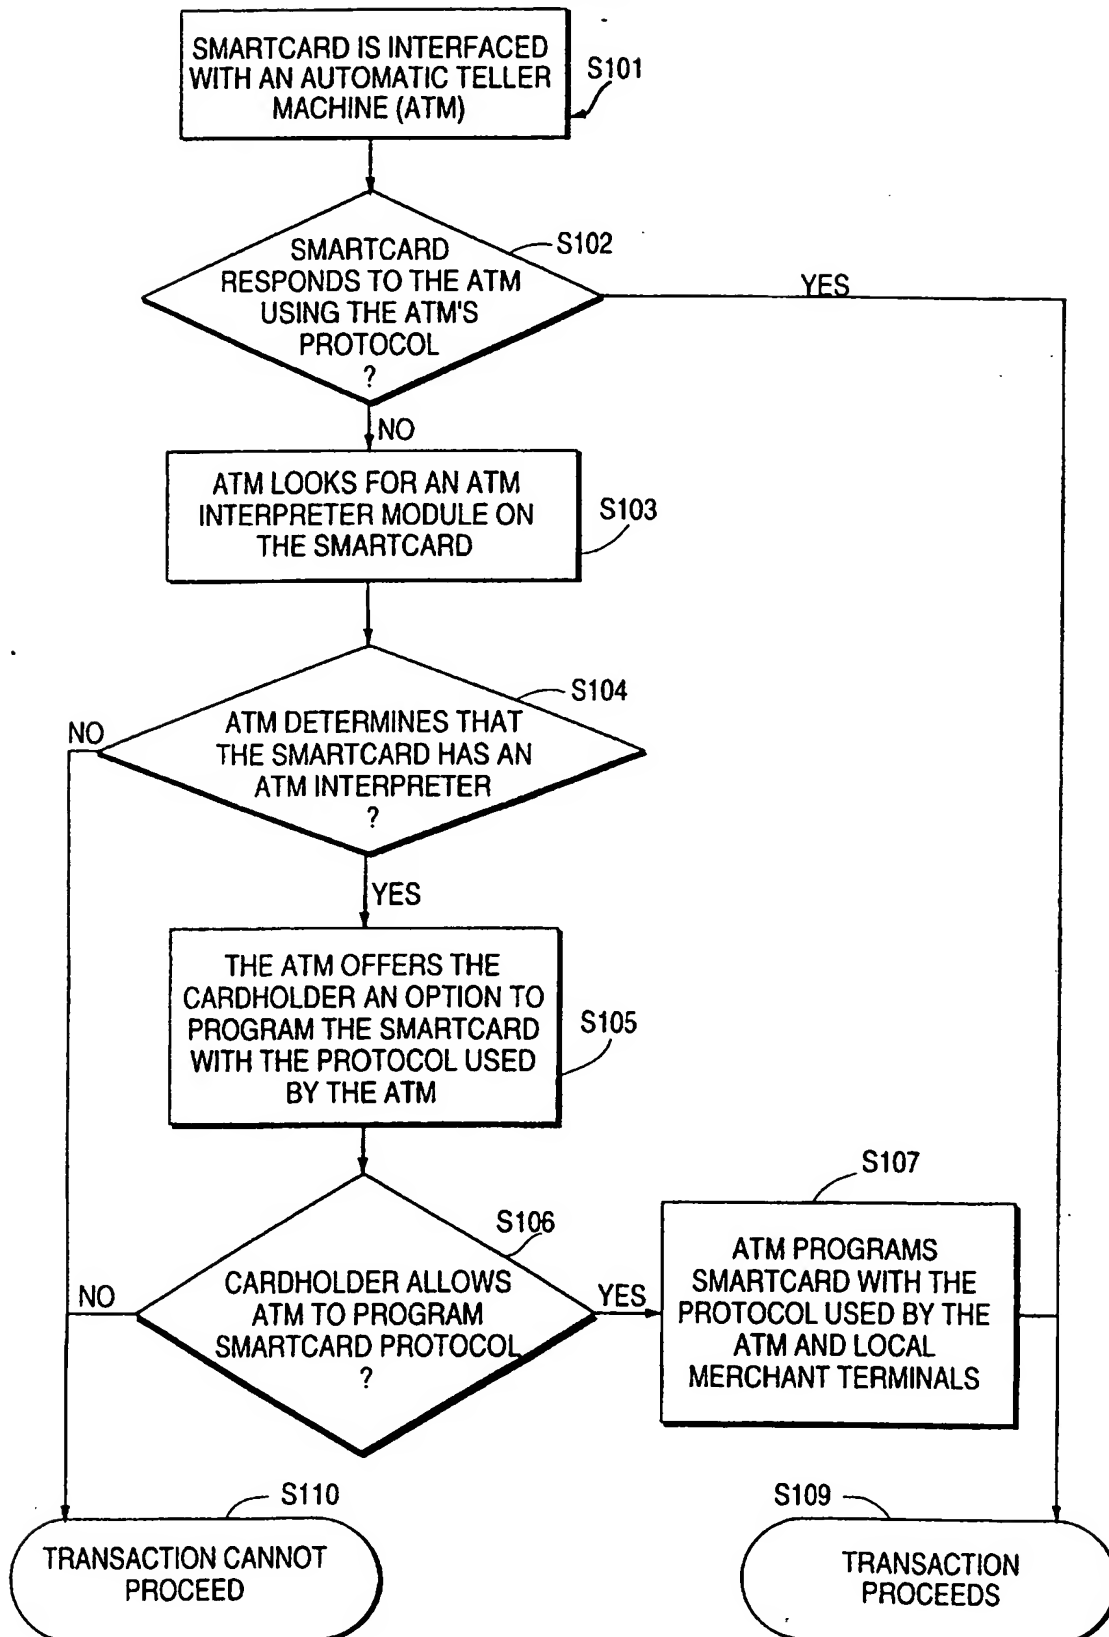 SMARTCARD IS INTERFACED
WITH AN AUTOMATIC TELLER
MACHINE (ATM)
S101
SMARTCARD
RESPONDS TO THE ATM
USING THE ATM'S
PROTOCOL
?
S102
YES
NO
ATM LOOKS FOR AN ATM
INTERPRETER MODULE ON
THE SMARTCARD
S103
ATM DETERMINES THAT
THE SMARTCARD HAS AN
ATM INTERPRETER
?
S104
NO
YES
THE ATM OFFERS THE
CARDHOLDER AN OPTION TO
PROGRAM THE SMARTCARD
WITH THE PROTOCOL USED
BY THE ATM
S105
CARDHOLDER ALLOWS
ATM TO PROGRAM
SMARTCARD PROTOCOL
?
S106
NO
YES
S107
ATM PROGRAMS
SMARTCARD WITH THE
PROTOCOL USED BY THE
ATM AND LOCAL
MERCHANT TERMINALS
S110
TRANSACTION CANNOT
PROCEED
S109
TRANSACTION
PROCEEDS